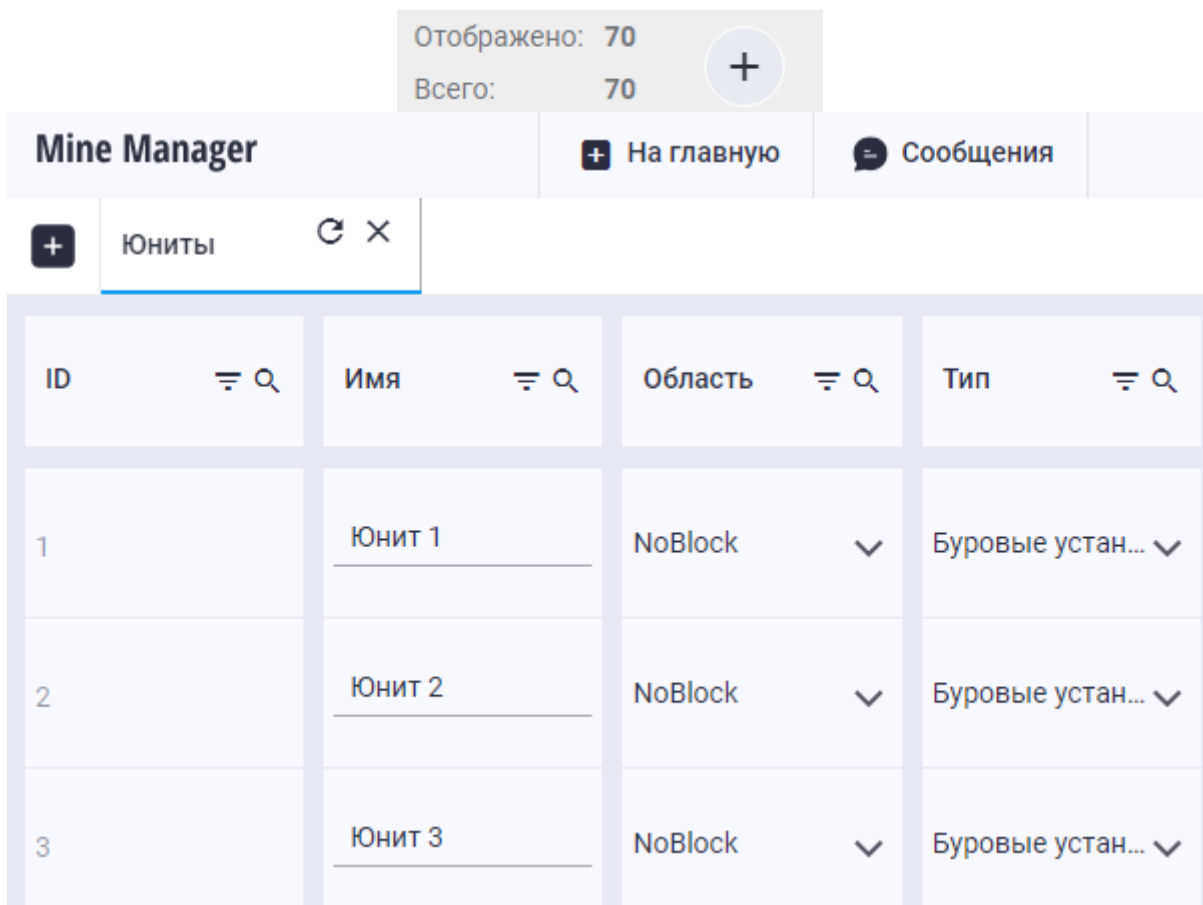 Отображено: 70
Всего: 70
Mine Manager На главную Сообщения
Юниты
ID Имя Область Тип
1 Юнит 1 NoBlock Буровые устан...
2 Юнит 2 NoBlock Буровые устан...
3 Юнит 3 NoBlock Буровые устан...